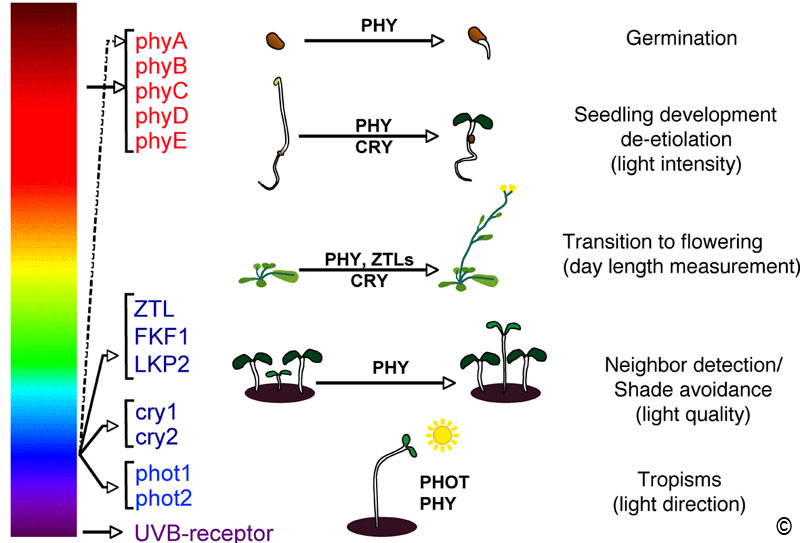 phyA
phyB
phyC
phyD
phyE
PHY
Germination
PHY
CRY
Seedling development
de-etiolation
(light intensity)
PHY, ZTLs
CRY
Transition to flowering
(day length measurement)
ZTL
FKF1
LKP2
PHY
Neighbor detection/
Shade avoidance
(light quality)
cry1
cry2
phot1
phot2
PHOT
PHY
Tropisms
(light direction)
UVB-receptor
©